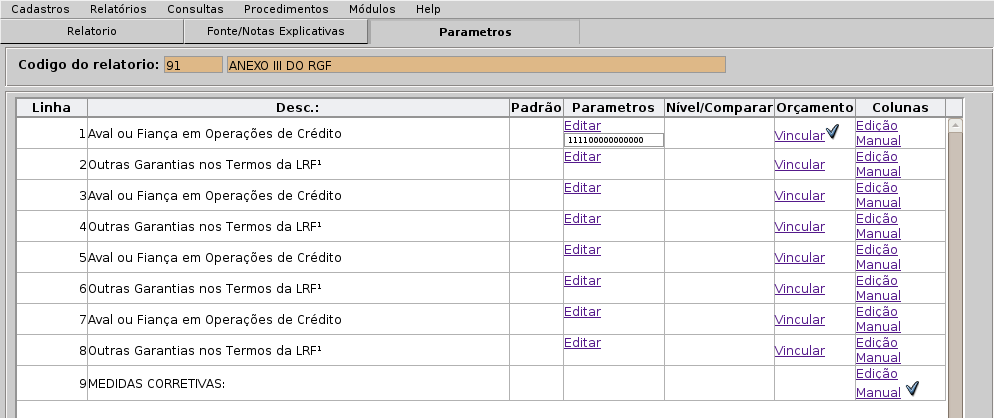 Cadastros Relatórios Consultas Procedimentos Módulos Help
Relatorio Fonte/Notas Explicativas Parametros
Codigo do relatorio: 91 ANEXO III DO RGF
Linha Desc.: Padrão Parametros Nível/Comparar Orçamento Colunas
1 Aval ou Fiança em Operações de Crédito Editar Vincular Edição
111100000000000 Manual
2 Outras Garantias nos Termos da LRF¹ Editar Vincular Edição
Manual
3 Aval ou Fiança em Operações de Crédito Editar Vincular Edição
Manual
4 Outras Garantias nos Termos da LRF¹ Editar Vincular Edição
Manual
5 Aval ou Fiança em Operações de Crédito Editar Vincular Edição
Manual
6 Outras Garantias nos Termos da LRF¹ Editar Vincular Edição
Manual
7 Aval ou Fiança em Operações de Crédito Editar Vincular Edição
Manual
8 Outras Garantias nos Termos da LRF¹ Editar Vincular Edição
Manual
9 MEDIDAS CORRETIVAS: Edição
Manual